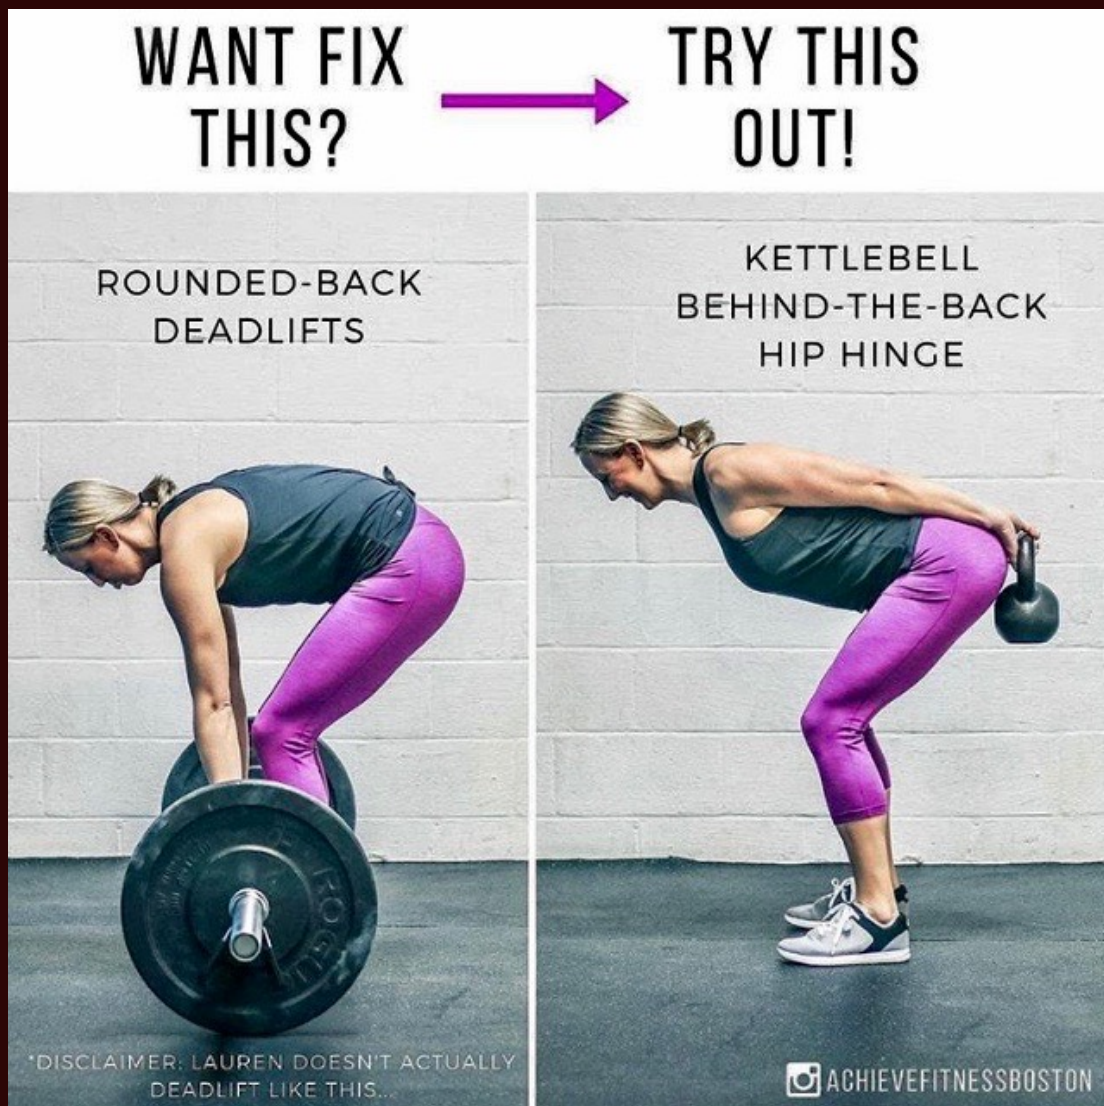 WANT FIX
THIS?
TRY THIS
OUT!
ROUNDED-BACK
DEADLIFTS
KETTLEBELL
BEHIND-THE-BACK
HIP HINGE
ROGU
*DISCLAIMER: LAUREN DOESN'T ACTUALLY
DEADLIFT LIKE THIS...
ACHIEVEFITNESSBOSTON